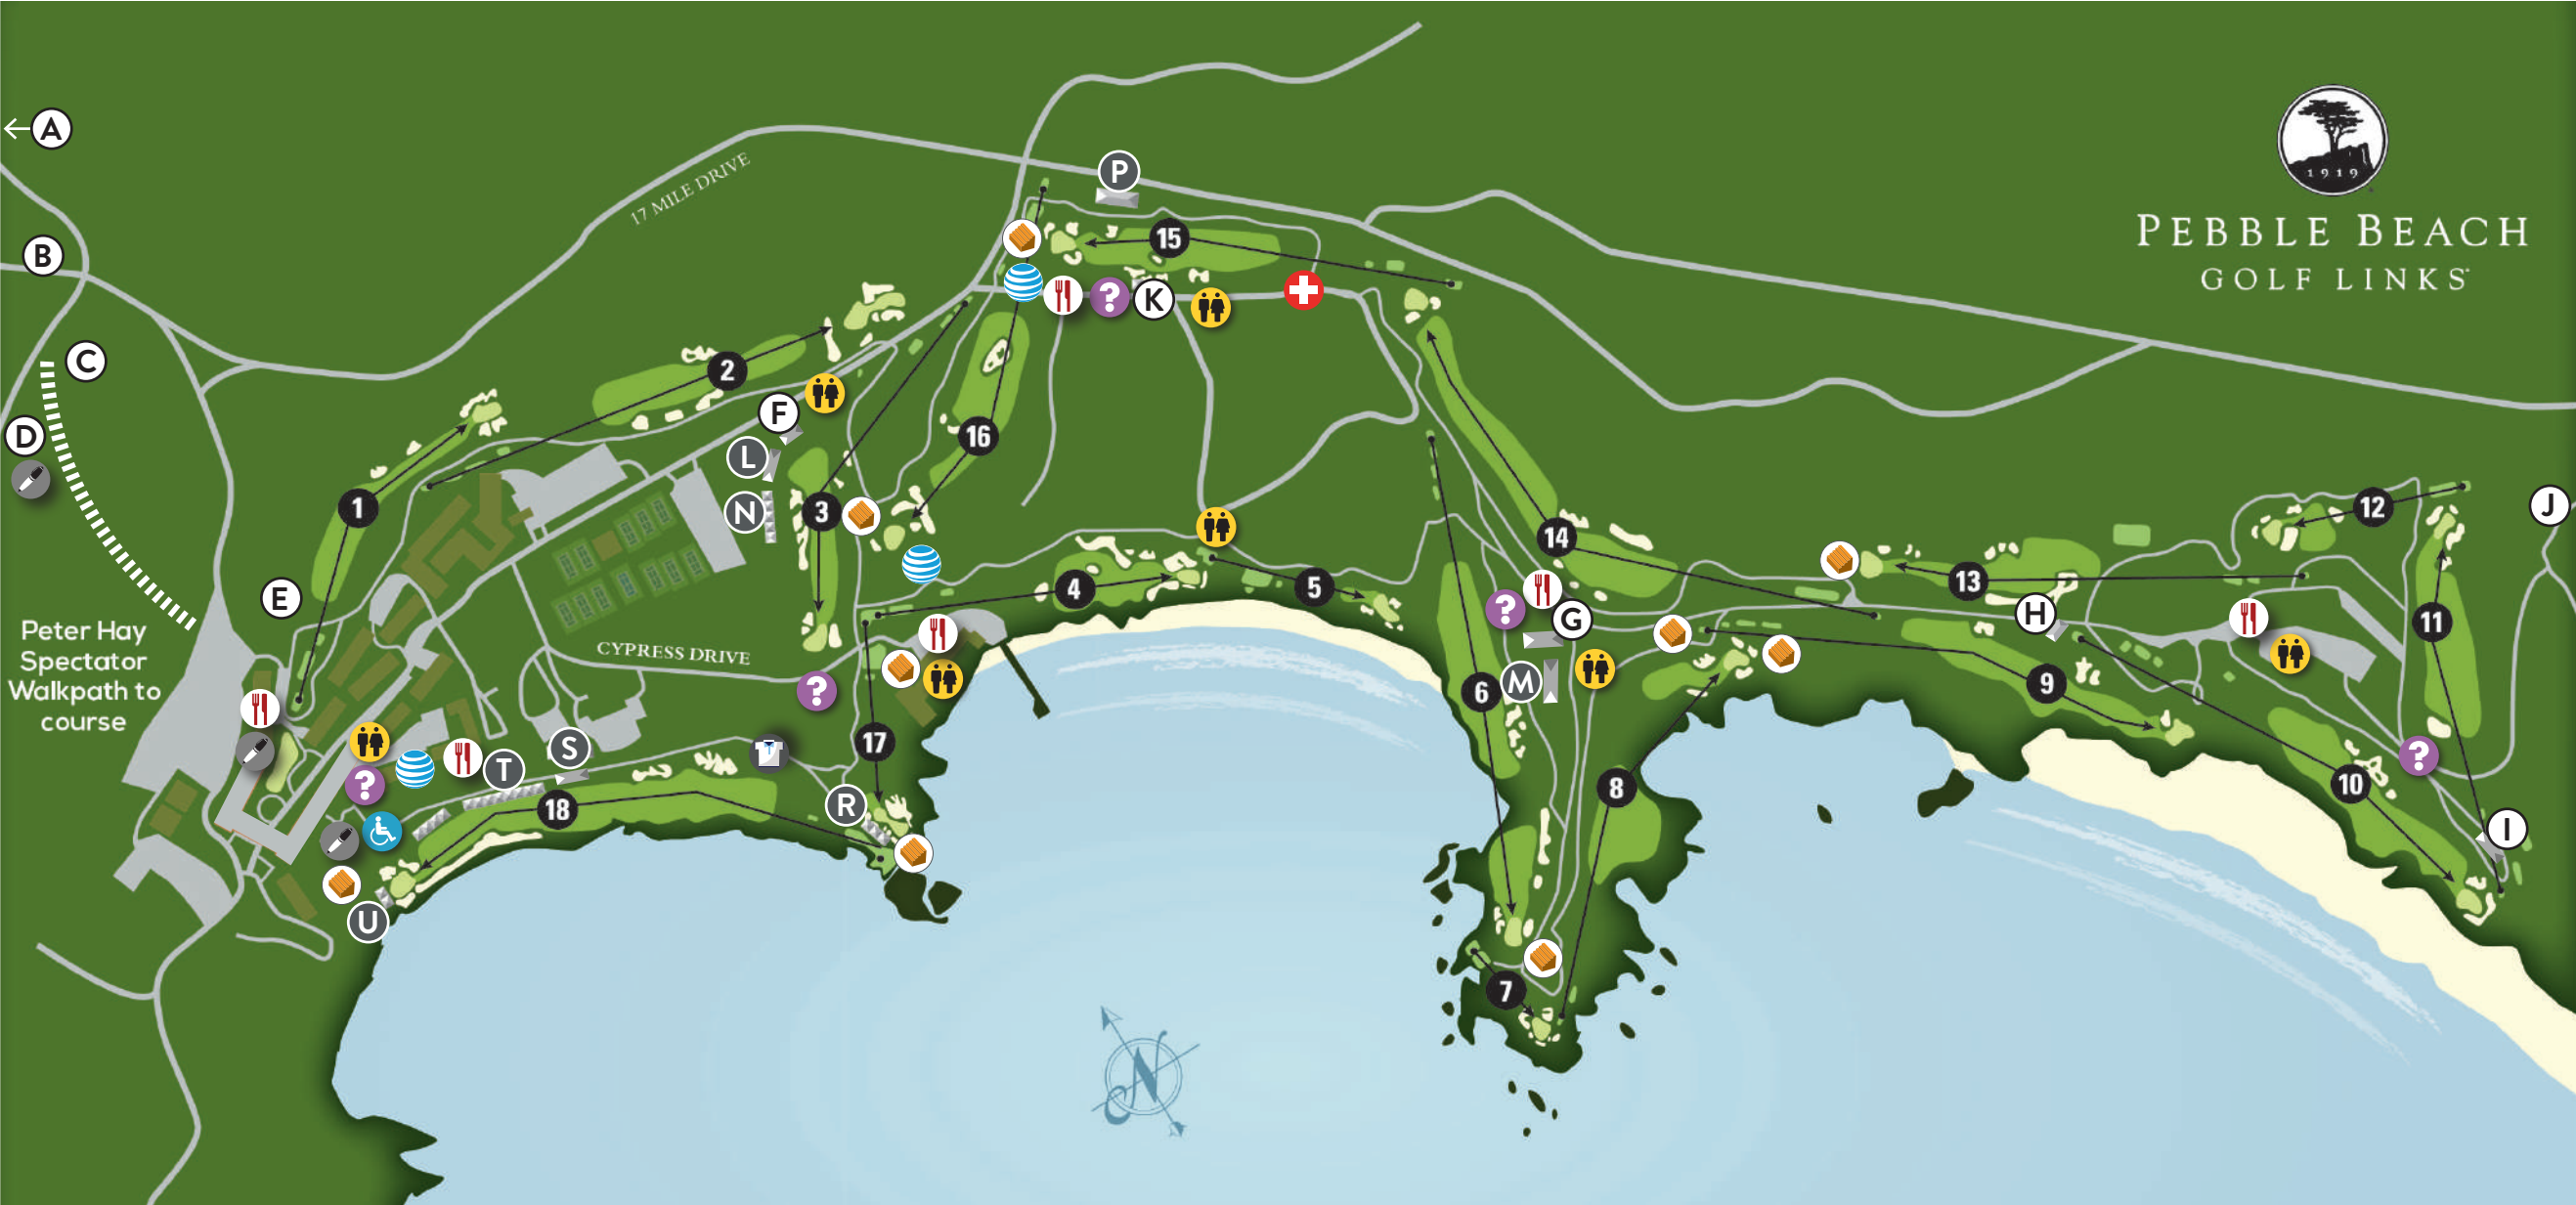 A
B
C
D
Peter Hay
Spectator
Walkpath to
course
E
1
2
17 MILE DRIVE
F
L
N
3
16
P
15
K
?
4
5
CYPRESS DRIVE
?
17
R
S
T
18
?
U
14
?
G
M
6
8
7
N
13
H
9
12
11
J
?
10
I
1919
PEBBLE BEACH
GOLF LINKS